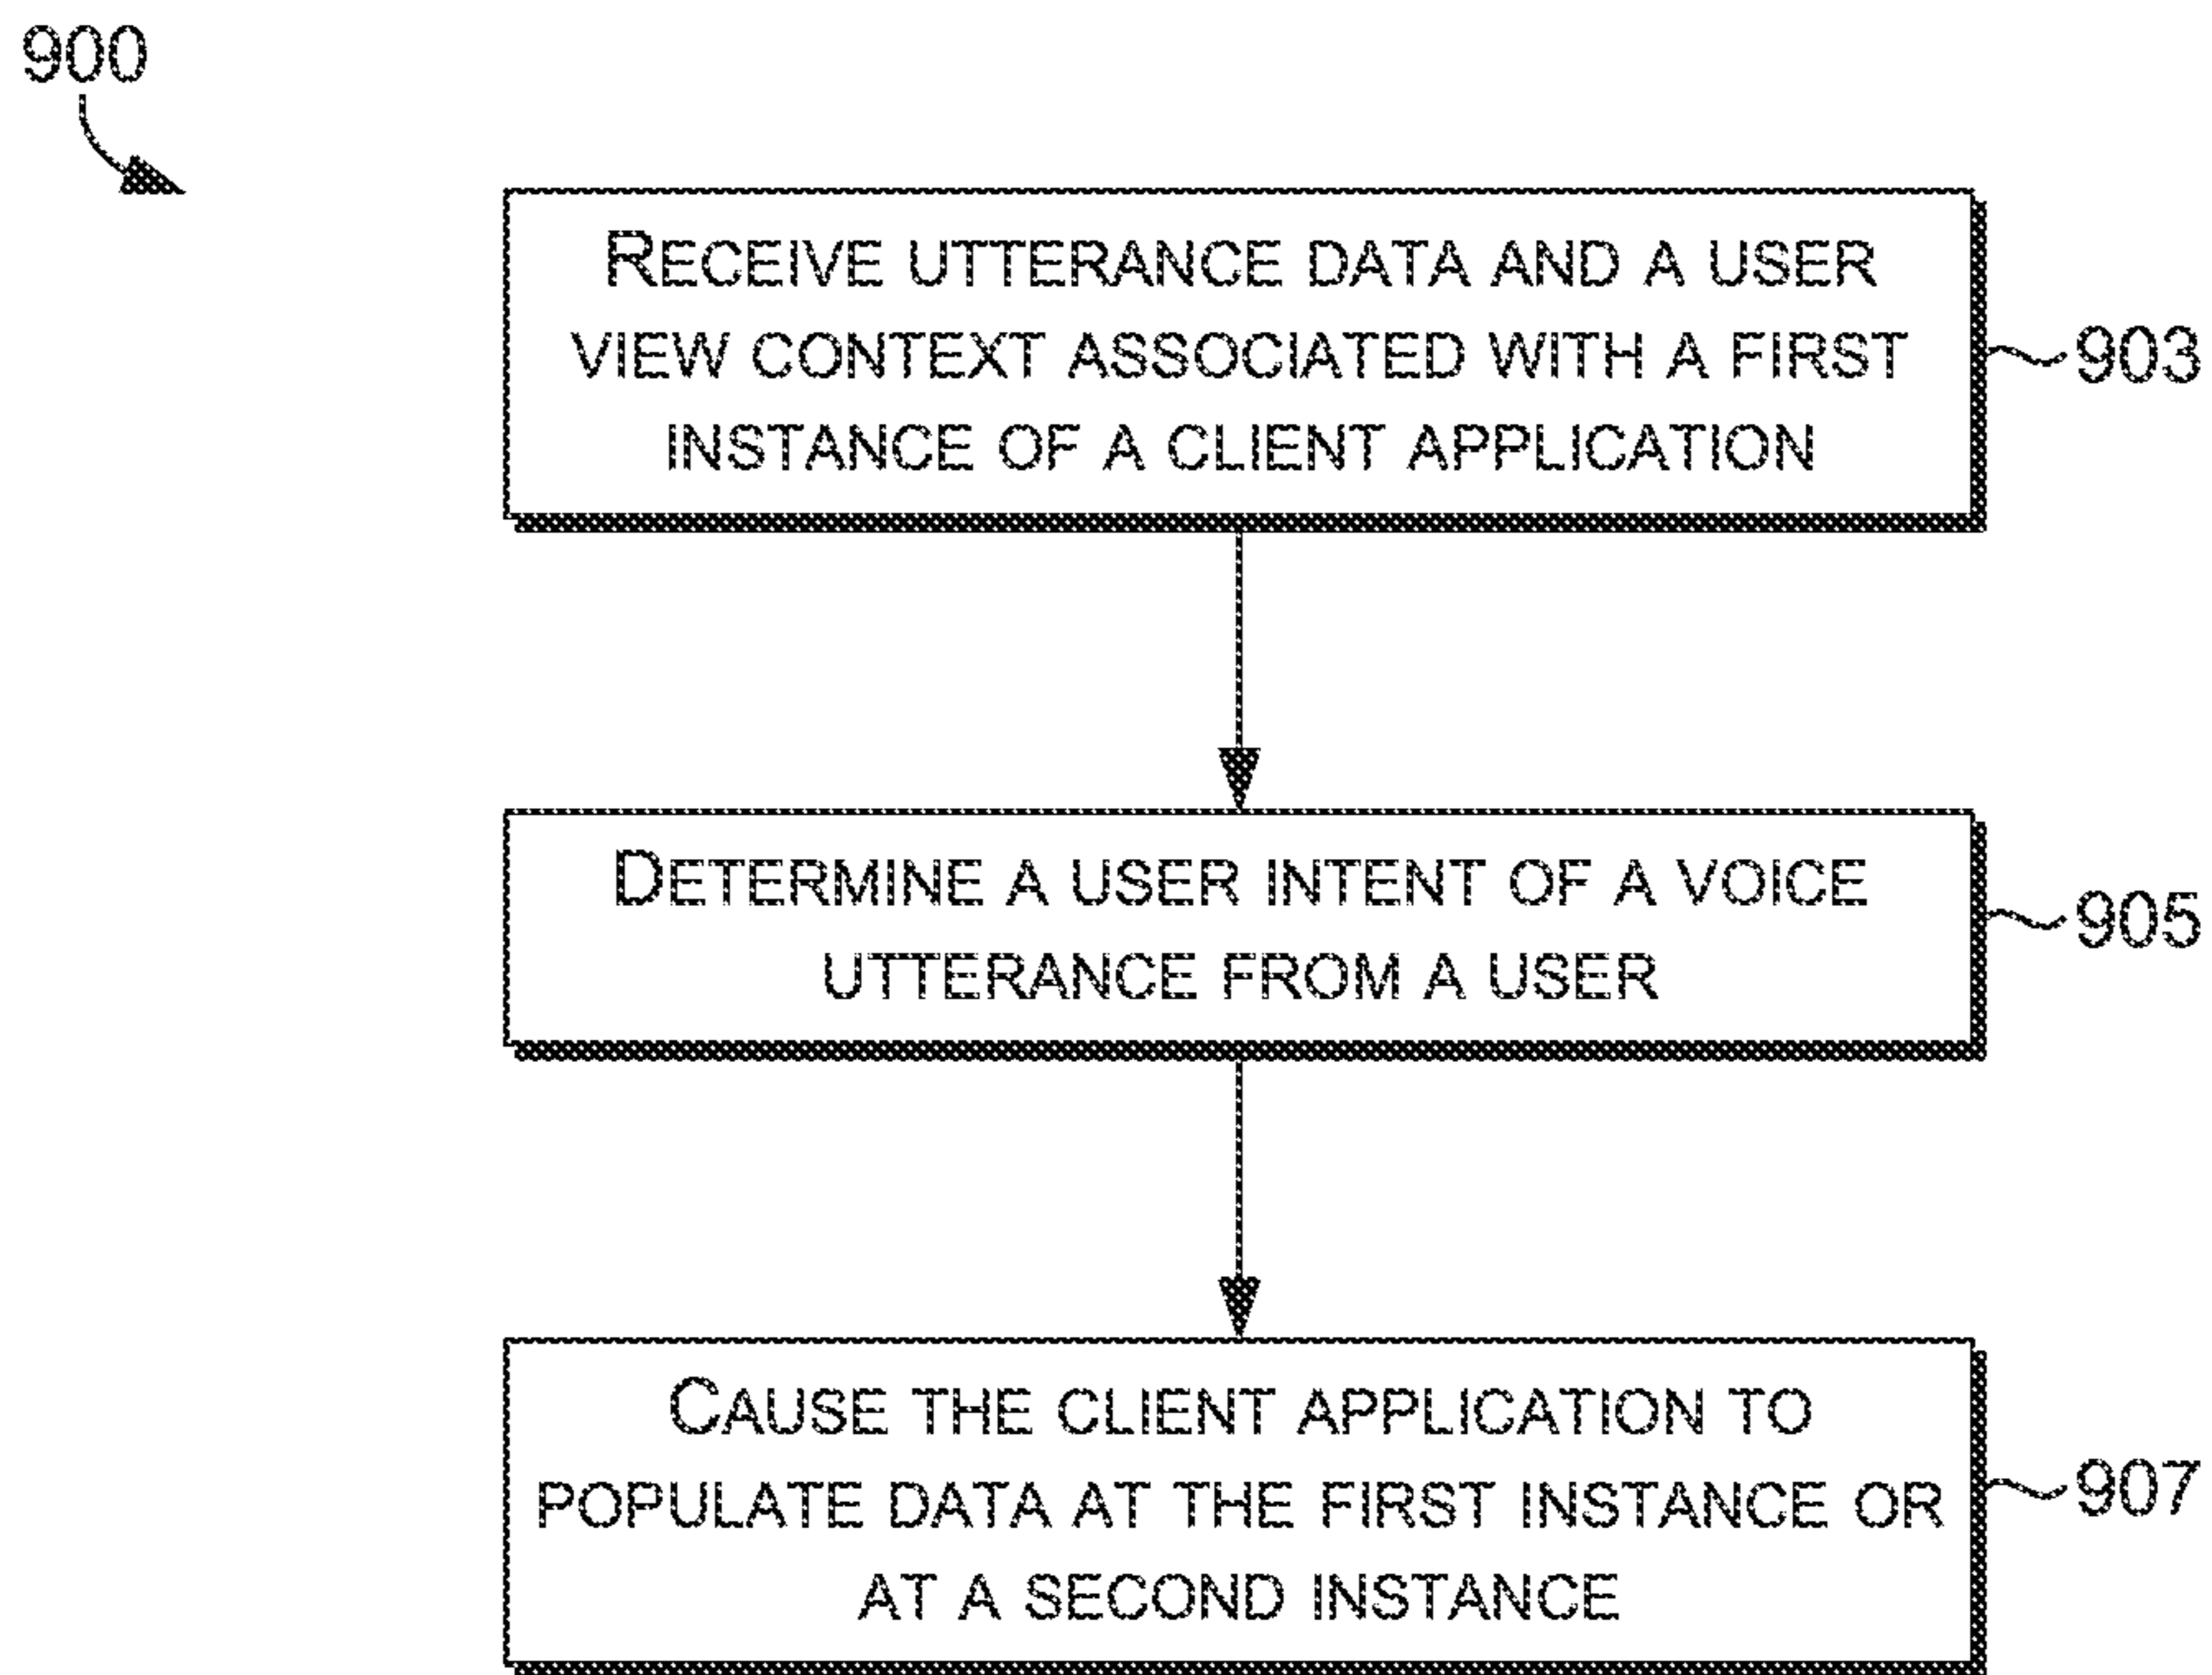 900
RECEIVE UTTERANCE DATA AND A USER
VIEW CONTEXT ASSOCIATED WITH A FIRST
INSTANCE OF A CLIENT APPLICATION
903
DETERMINE A USER INTENT OF A VOICE
UTTERANCE FROM A USER
905
CAUSE THE CLIENT APPLICATION TO
POPULATE DATA AT THE FIRST INSTANCE OR
AT A SECOND INSTANCE
907